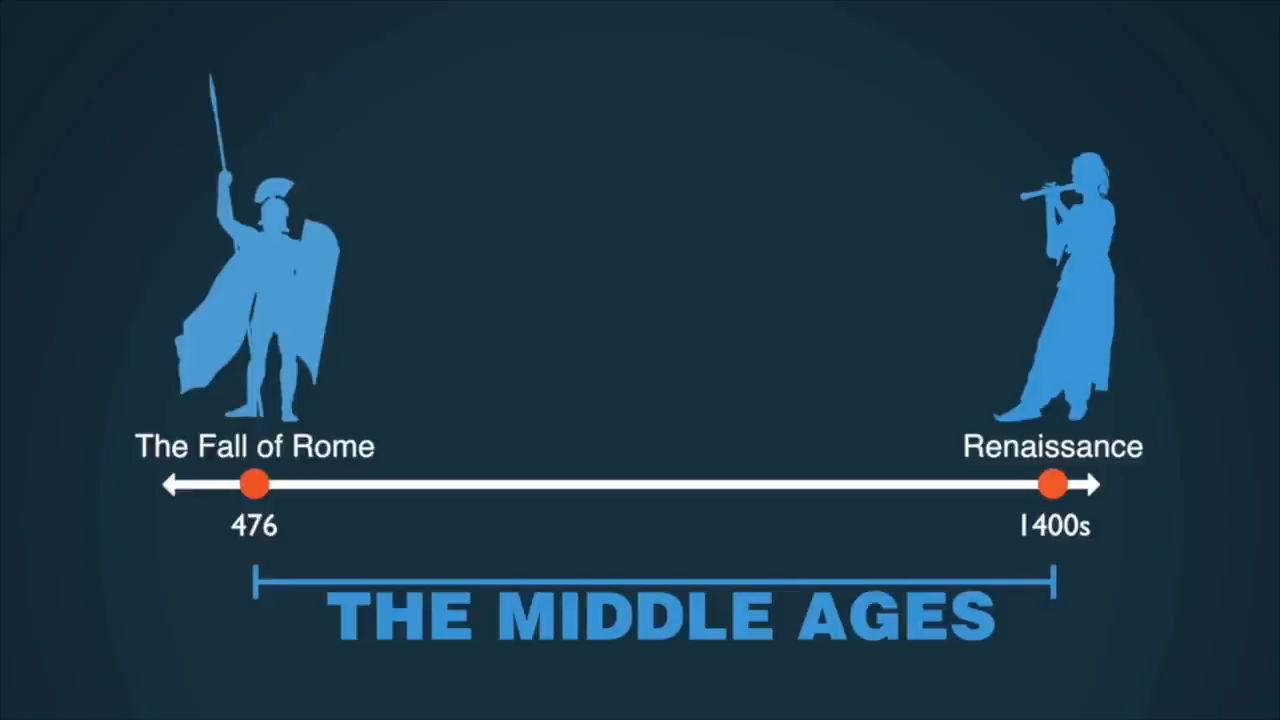 The Fall of Rome
Renaissance
476
1400s
THE MIDDLE AGES